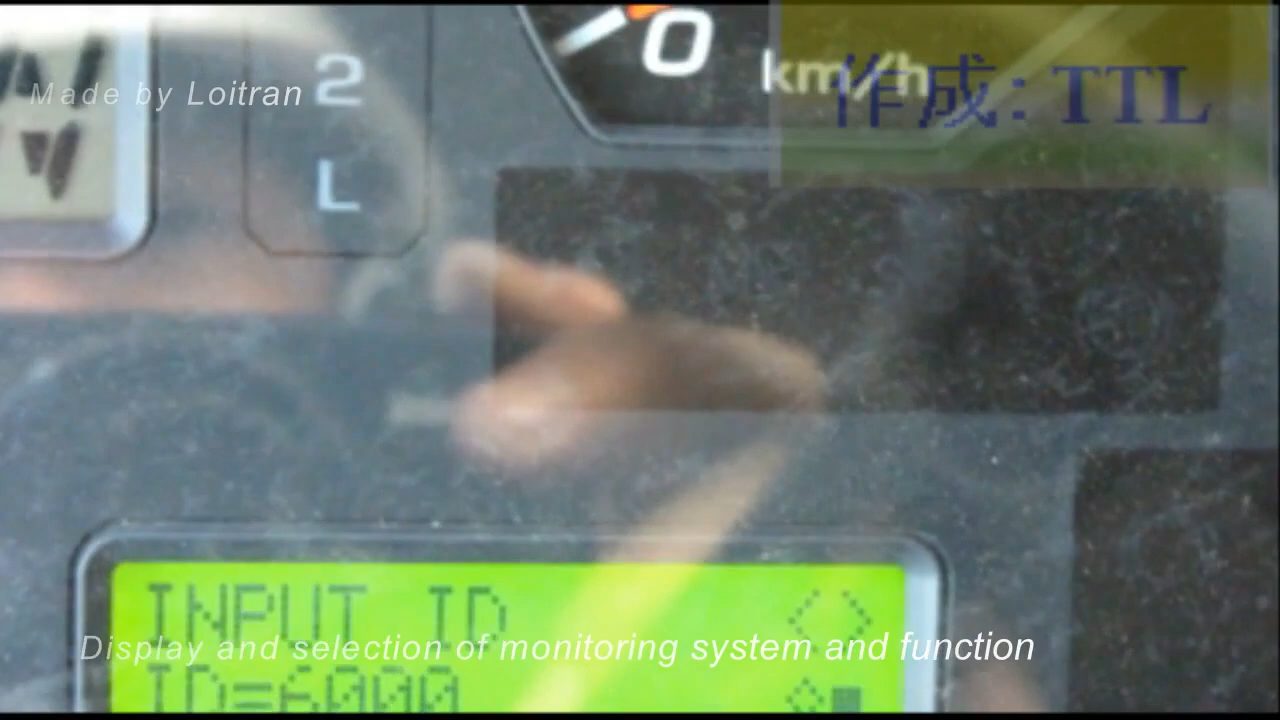 0
km/h
2
L
作成: TTL
Made by Loitran
INPUT ID <>
Display and selection of monitoring system and function
ID=6000 ◇■